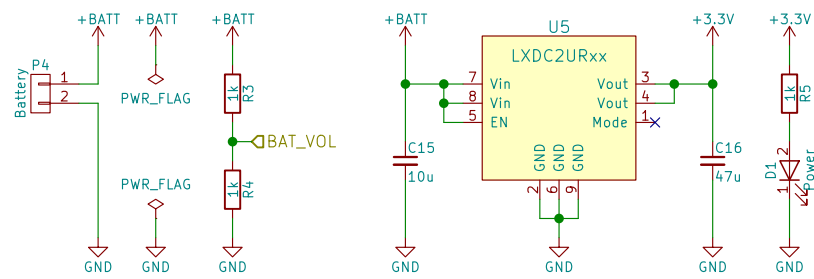 +BATT
+BATT
+BATT
+BATT
+3.3V
+3.3V
P4
Battery
1
2
PWR_FLAG
PWR_FLAG
1k
R3
BAT_VOL
1k
R4
GND
GND
GND
C15
10u
GND
U5
LXDC2URxx
7 Vin Vout 3
8 Vin Vout 4
5 EN Mode 1
GND GND GND
2 6 9
GND
C16
47u
GND
1k
R5
2
D1
Power
1
GND